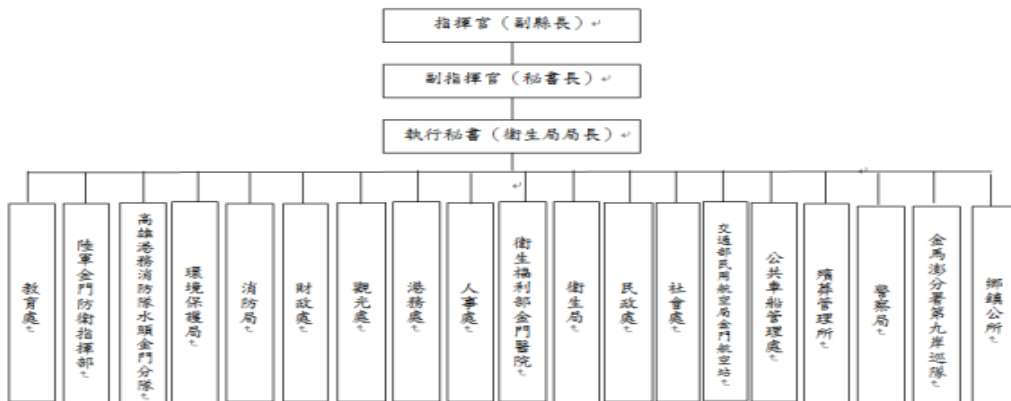 指揮官（副縣長）
副指揮官（秘書長）
執行秘書（衛生局局長）
教育處
陸軍金門防衛指揮部
高雄港務消防隊水頭金門分隊
環境保護局
消防局
財政處
觀光處
港務處
人事處
衛生福利部金門醫院
衛生局
民政處
社會處
交通部民用航空局金門航空站
公共車船管理處
殯葬管理所
警察局
金馬澎分署第九岸巡隊
鄉鎮公所